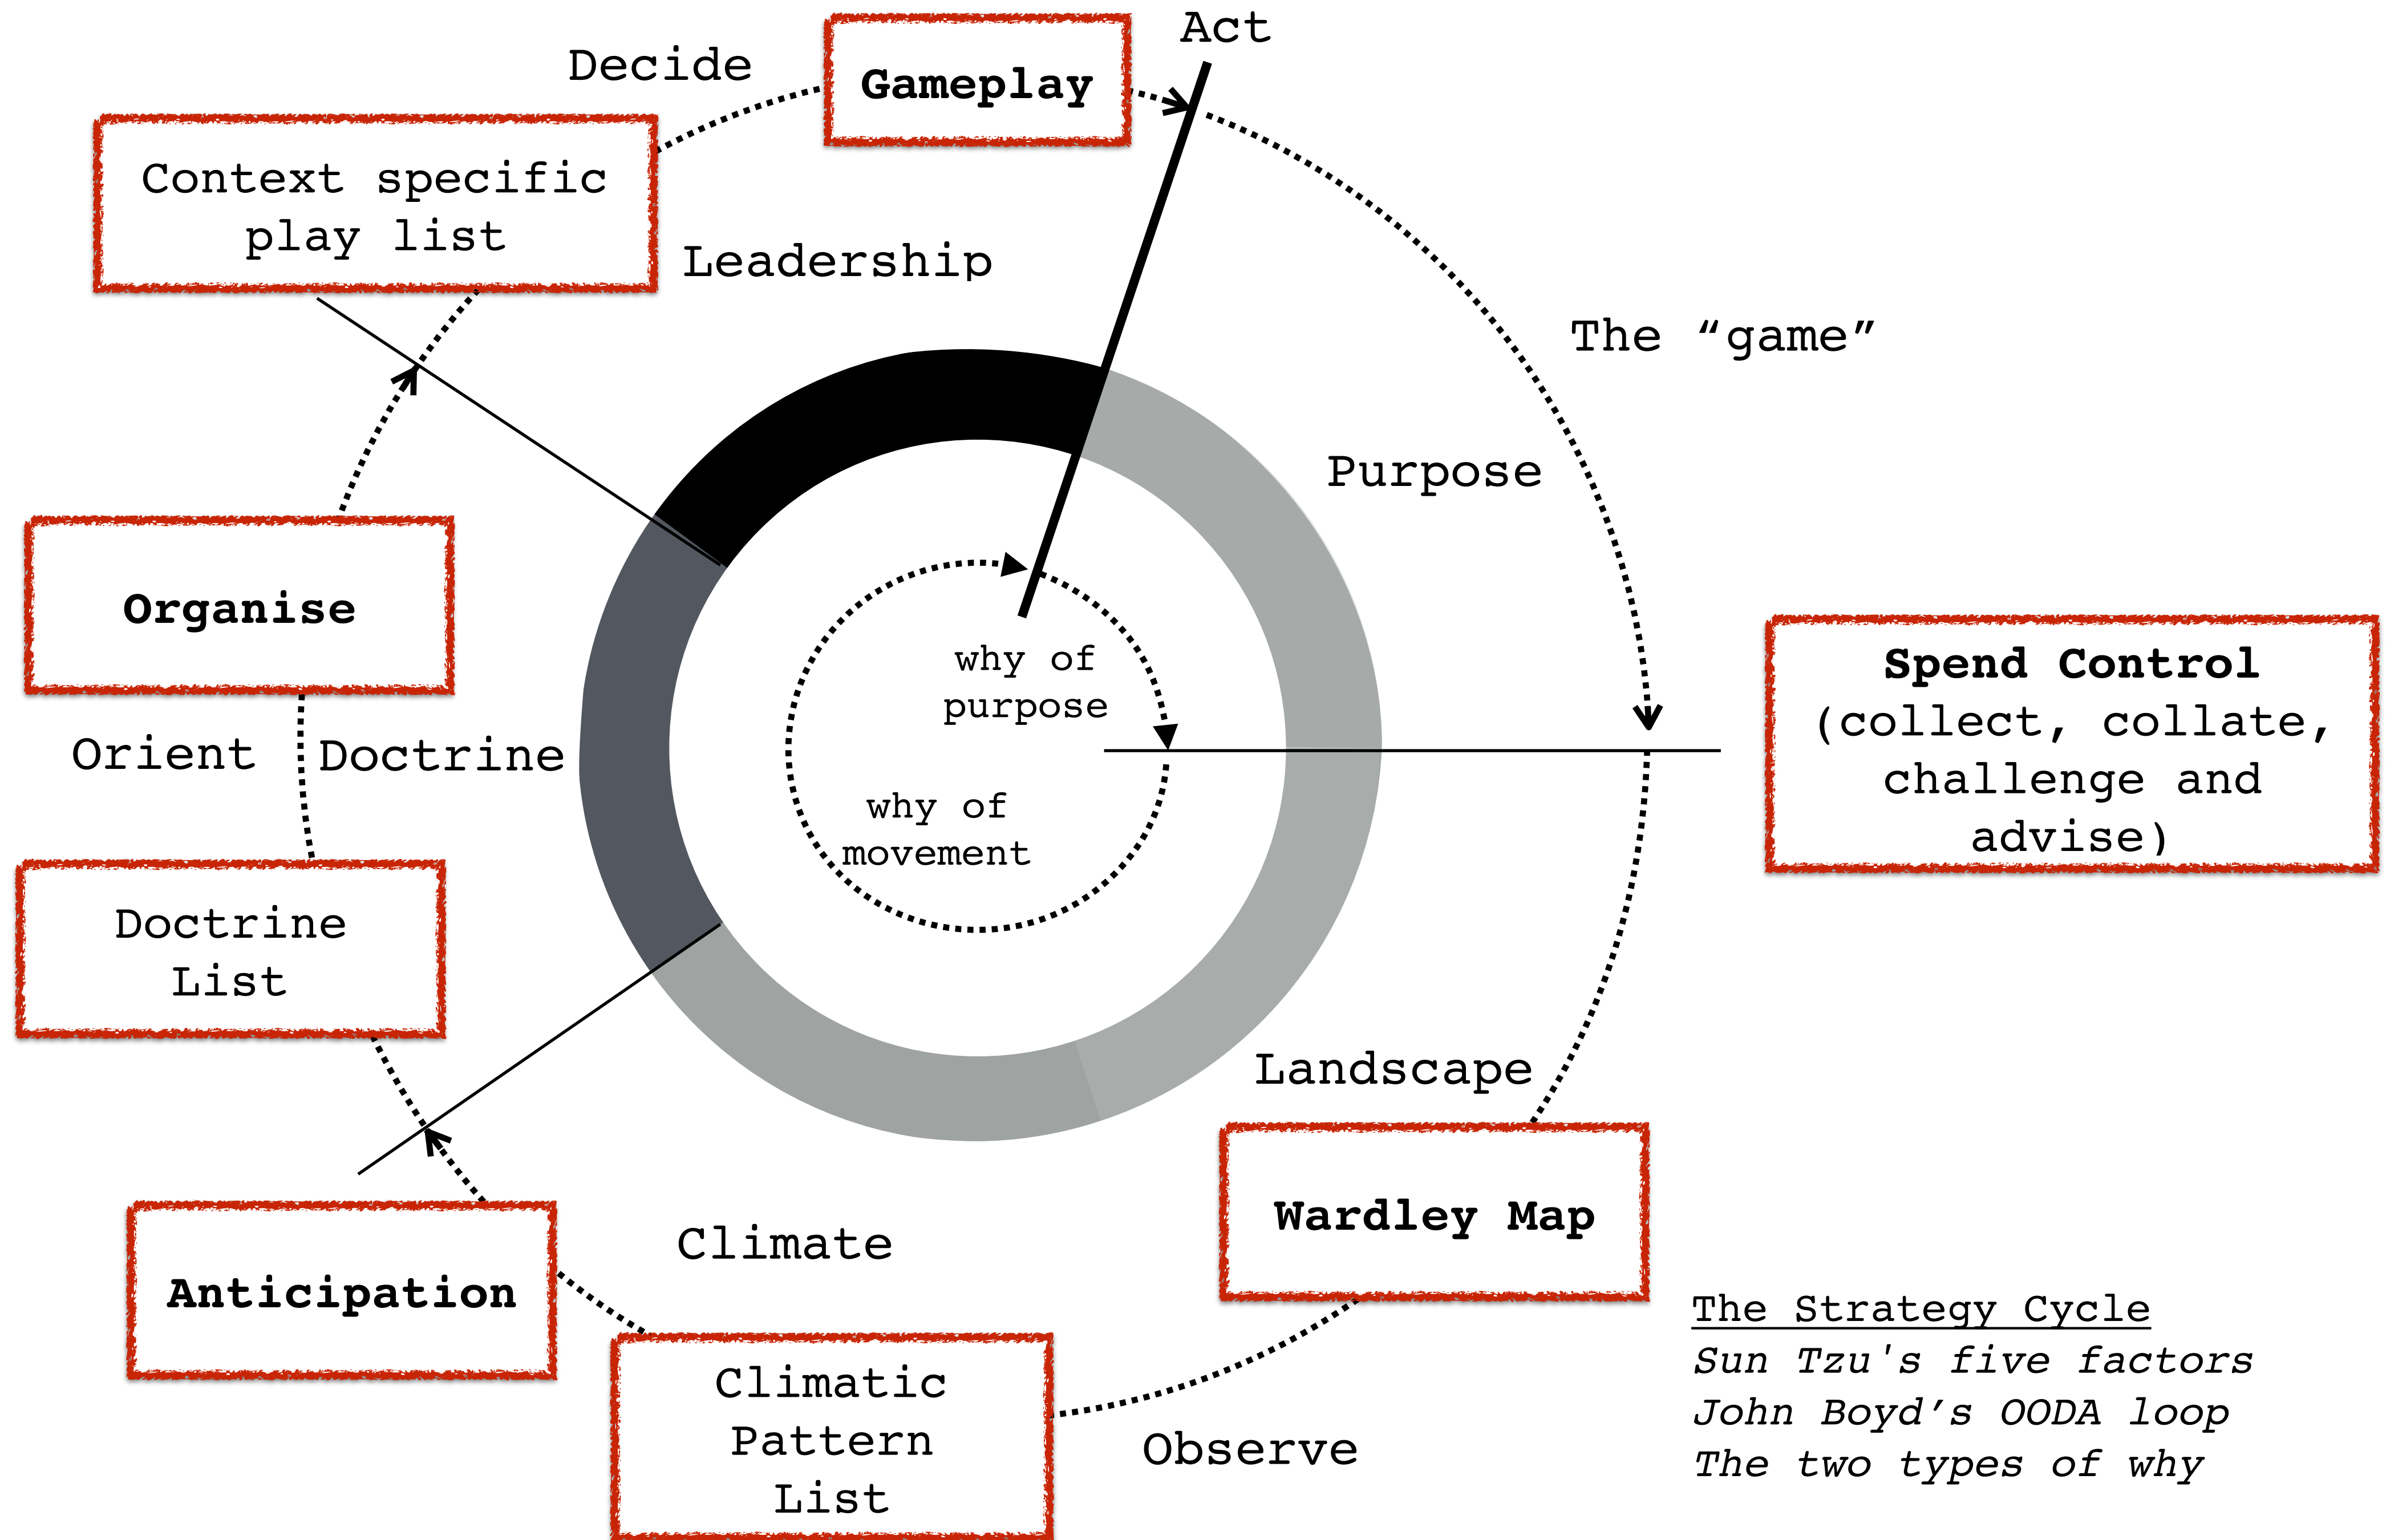 Act
Decide
Gameplay
Context specific
play list
Leadership
The “game”
Purpose
Organise
why of
purpose
Spend Control
(collect, collate,
challenge and
advise)
Orient
Doctrine
why of
movement
Doctrine
List
Landscape
Wardley Map
Climate
Anticipation
Climatic
Pattern
List
Observe
The Strategy Cycle
Sun Tzu's five factors
John Boyd’s OODA loop
The two types of why